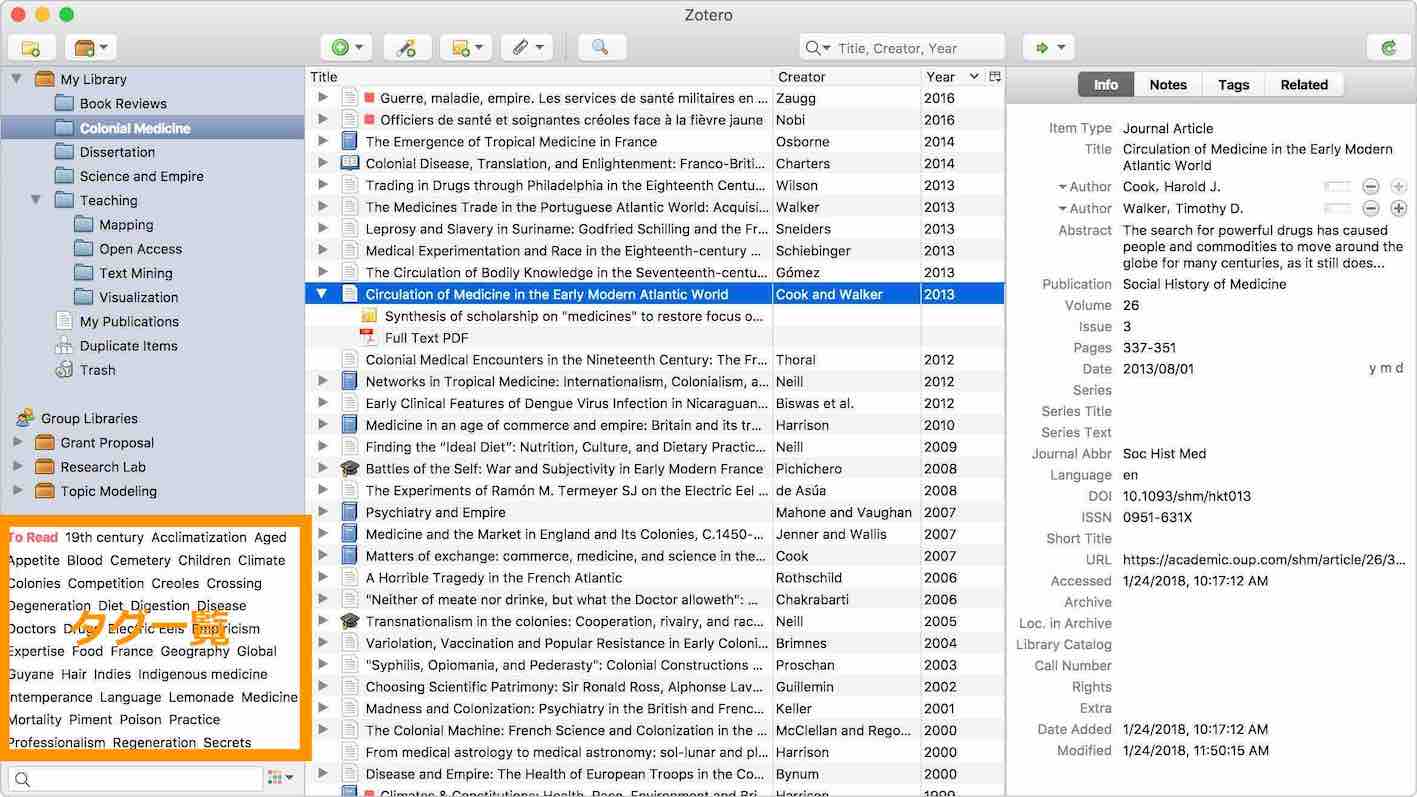 Zotero
Title, Creator, Year
My Library
Book Reviews
Colonial Medicine
Dissertation
Science and Empire
Teaching
Mapping
Open Access
Text Mining
Visualization
My Publications
Duplicate Items
Trash
Group Libraries
Grant Proposal
Research Lab
Topic Modeling
To Read 19th century Acclimatization Aged
Appetite Blood Cemetery Children Climate
Colonies Competition Creoles Crossing
Degeneration Diet Digestion Disease
Doctors Drugs Electric Eels Empiricism
タグ一覧
Expertise Food France Geography Global
Guyane Hair Indies Indigenous medicine
Intemperance Language Lemonade Medicine
Mortality Piment Poison Practice
Professionalism Regeneration Secrets
Title Creator Year
Guerre, maladie, empire. Les services de santé militaires en ... Zaugg 2016
Officiers de santé et soignantes créoles face à la fièvre jaune Nobi 2016
The Emergence of Tropical Medicine in France Osborne 2014
Colonial Disease, Translation, and Enlightenment: Franco-Briti... Charters 2014
Trading in Drugs through Philadelphia in the Eighteenth Centu... Wilson 2013
The Medicines Trade in the Portuguese Atlantic World: Acquisi... Walker 2013
Leprosy and Slavery in Suriname: Godfried Schilling and the Fr... Sneiders 2013
Medical Experimentation and Race in the Eighteenth-century ... Schiebinger 2013
The Circulation of Bodily Knowledge in the Seventeenth-centu... Gómez 2013
Circulation of Medicine in the Early Modern Atlantic World Cook and Walker 2013
Synthesis of scholarship on "medicines" to restore focus o...
Full Text PDF
Colonial Medical Encounters in the Nineteenth Century: The Fr... Thoral 2012
Networks in Tropical Medicine: Internationalism, Colonialism, a... Neill 2012
Early Clinical Features of Dengue Virus Infection in Nicaraguan... Biswas et al. 2012
Medicine in an age of commerce and empire: Britain and its tr... Harrison 2010
Finding the “Ideal Diet”: Nutrition, Culture, and Dietary Practic... Neill 2009
Battles of the Self: War and Subjectivity in Early Modern France Pichichero 2008
The Experiments of Ramón M. Termeyer SJ on the Electric Eel ... de Asúa 2008
Psychiatry and Empire Mahone and Vaughan 2007
Medicine and the Market in England and Its Colonies, C.1450-... Jenner and Wallis 2007
Matters of exchange: commerce, medicine, and science in the... Cook 2007
A Horrible Tragedy in the French Atlantic Rothschild 2006
"Neither of meate nor drinke, but what the Doctor alloweth": ... Chakrabarti 2006
Transnationalism in the colonies: Cooperation, rivalry, and rac... Neill 2005
Variolation, Vaccination and Popular Resistance in Early Coloni... Brimnes 2004
"Syphilis, Opiomania, and Pederasty": Colonial Constructions ... Proschan 2003
Choosing Scientific Patrimony: Sir Ronald Ross, Alphonse Lav... Guillemin 2002
Madness and Colonization: Psychiatry in the British and Frenc... Keller 2001
The Colonial Machine: French Science and Colonization in the ... McClellan and Rego... 2000
From medical astrology to medical astronomy: sol-lunar and pl... Harrison 2000
Disease and Empire: The Health of European Troops in the Co... Bynum 2000
Climates & Constitutions: Health, Race, Environment and Bri... Harrison 1999
Info Notes Tags Related
Item Type Journal Article
Title Circulation of Medicine in the Early Modern
Atlantic World
Author Cook, Harold J.
Author Walker, Timothy D.
Abstract The search for powerful drugs has caused
people and commodities to move around the
globe for many centuries, as it still does...
Publication Social History of Medicine
Volume 26
Issue 3
Pages 337-351
Date 2013/08/01 y m d
Series
Series Title
Series Text
Journal Abbr Soc Hist Med
Language en
DOI 10.1093/shm/hkt013
ISSN 0951-631X
Short Title
URL https://academic.oup.com/shm/article/26/3...
Accessed 1/24/2018, 10:17:12 AM
Archive
Loc. in Archive
Library Catalog
Call Number
Rights
Extra
Date Added 1/24/2018, 10:17:12 AM
Modified 1/24/2018, 11:50:15 AM